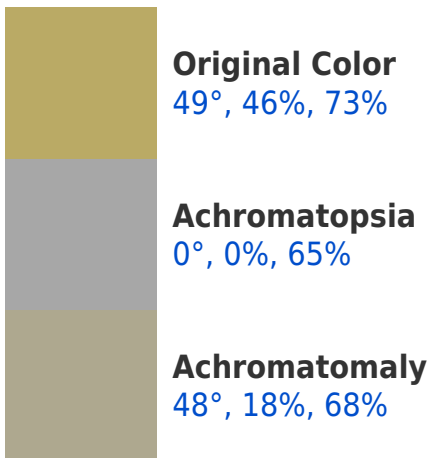 Original Color
49°, 46%, 73%
Achromatopsia
0°, 0%, 65%
Achromatomaly
48°, 18%, 68%